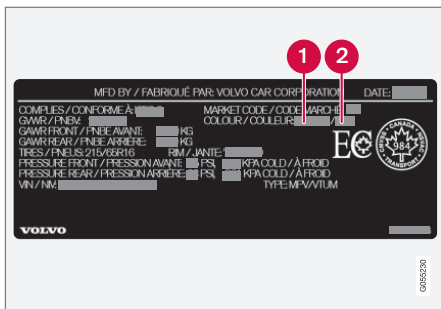 1 2
MFD BY / FABRIQUÉ PAR: VOLVO CAR CORPORATION DATE:
COMPLIES / CONFORME À: MARKET CODE / CODE MARCHE:
GVWR / PNBV: COLOUR / COULEUR: /
GAWR FRONT / PNBE AVANT: KG
GAWR REAR / PNBE ARRIÈRE: KG
TIRES / PNEUS: 215/65R16 RIM / JANTE:
PRESSURE FRONT / PRESSION AVANT: PSI, KPA COLD / À FROID
PRESSURE REAR / PRESSION ARRIÈRE: PSI, KPA COLD / À FROID
VIN / NIV: TYPE: MPV/VTUM
EC
CANADA
984
TRANSPORT
VOLVO
G055230